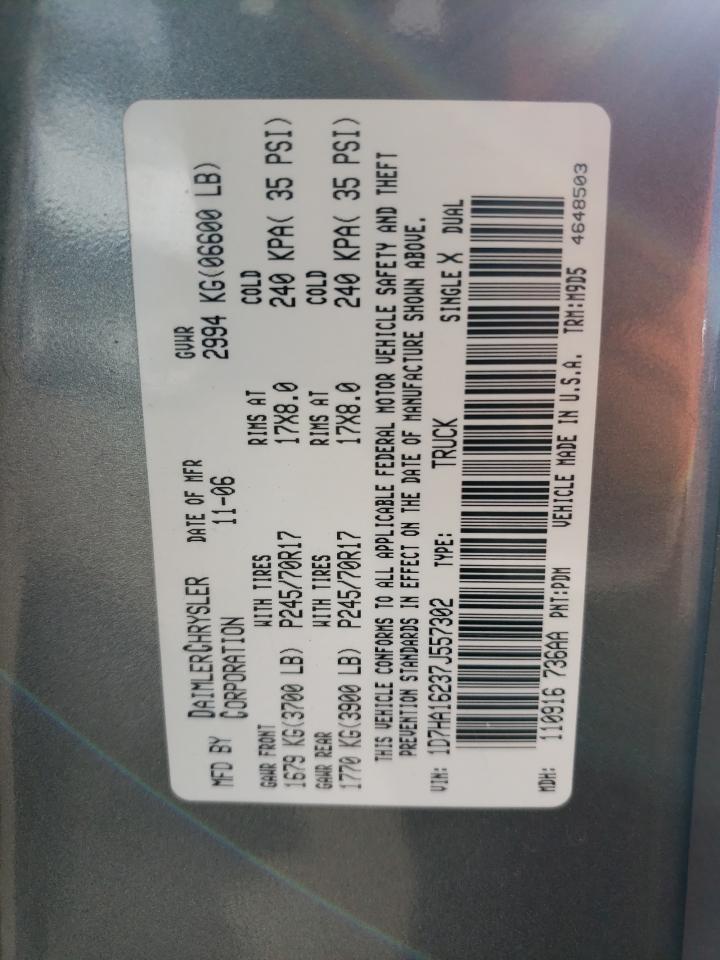 MFD BY DAIMLERCHRYSLER CORPORATION
DATE OF MFR 11-06
GVWR 2994 KG(06600 LB)
GAWR FRONT WITH TIRES RIMS AT COLD
1679 KG(3700 LB) P245/70R17 17X8.0 240 KPA( 35 PSI)
GAWR REAR WITH TIRES RIMS AT COLD
1770 KG(3900 LB) P245/70R17 17X8.0 240 KPA( 35 PSI)
THIS VEHICLE CONFORMS TO ALL APPLICABLE FEDERAL MOTOR VEHICLE SAFETY AND THEFT
PREVENTION STANDARDS IN EFFECT ON THE DATE OF MANUFACTURE SHOWN ABOVE.
VIN: 1D7HA16237J557302 TYPE: TRUCK SINGLE X DUAL
MDH: 110916 736AA PNT:PDM VEHICLE MADE IN U.S.A. TRM:M9D5 4648503